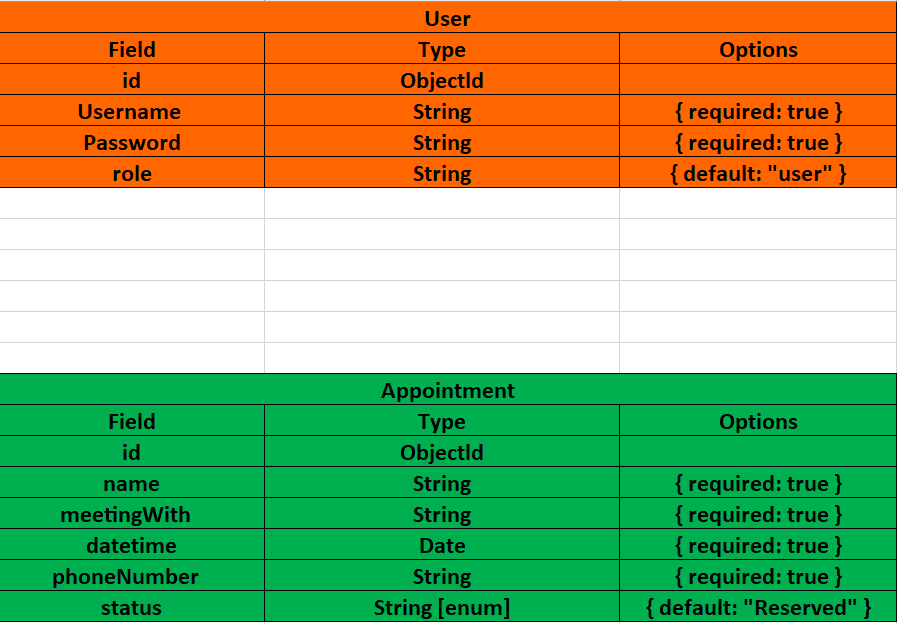 User
Field Type Options
id ObjectId
Username String { required: true }
Password String { required: true }
role String { default: "user" }
Appointment
Field Type Options
id ObjectId
name String { required: true }
meetingWith String { required: true }
datetime Date { required: true }
phoneNumber String { required: true }
status String [enum] { default: "Reserved" }